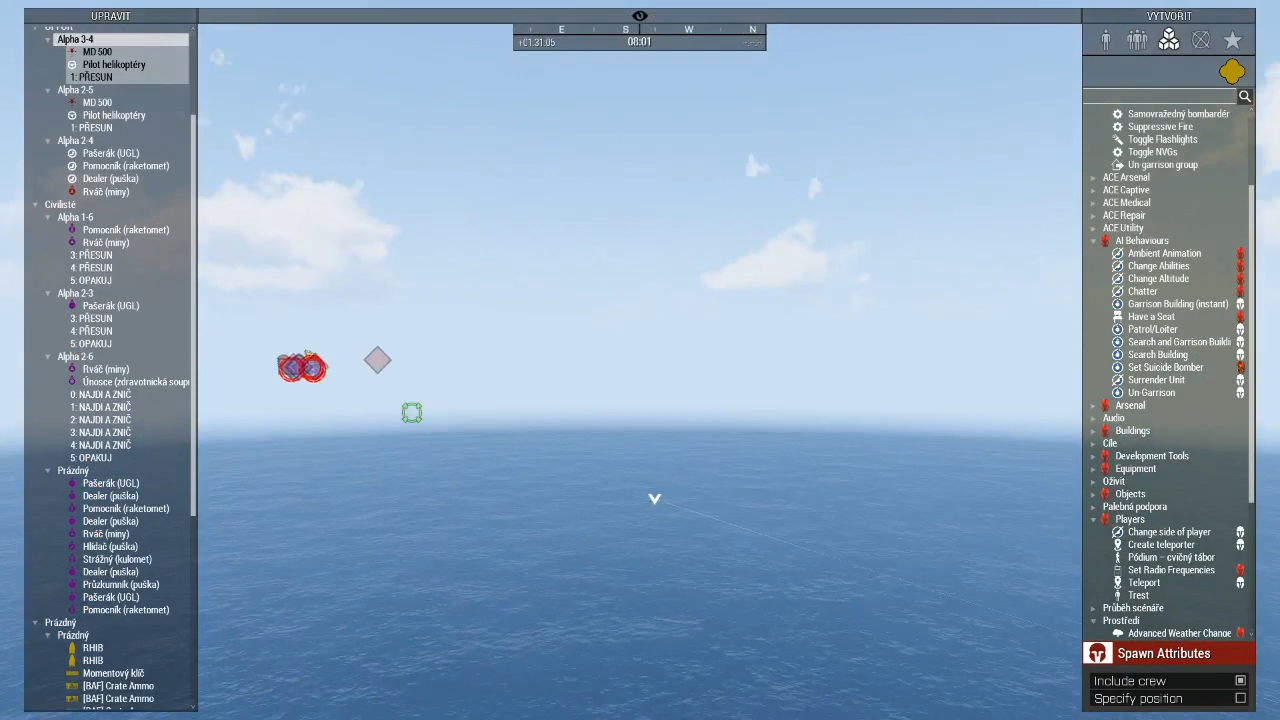 UPRAVIT
OPFOR
Alpha 3-4
MD 500
Pilot helikoptéry
1: PŘESUN
Alpha 2-5
MD 500
Pilot helikoptéry
1: PŘESUN
Alpha 2-4
Pašerák (UGL)
Pomocník (raketomet)
Dealer (puška)
Rváč (miny)
Civilisté
Alpha 1-6
Pomocník (raketomet)
Rváč (miny)
3: PŘESUN
4: PŘESUN
5: OPAKUJ
Alpha 2-3
Pašerák (UGL)
3: PŘESUN
4: PŘESUN
5: OPAKUJ
Alpha 2-6
Rváč (miny)
Únosce (zdravotnická soupi
0: NAJDI A ZNIČ
1: NAJDI A ZNIČ
2: NAJDI A ZNIČ
3: NAJDI A ZNIČ
4: NAJDI A ZNIČ
5: OPAKUJ
Prázdný
Pašerák (UGL)
Dealer (puška)
Pomocník (raketomet)
Dealer (puška)
Rváč (miny)
Hlídač (puška)
Strážný (kulomet)
Dealer (puška)
Průzkumník (puška)
Pašerák (UGL)
Pomocník (raketomet)
Prázdný
Prázdný
RHIB
RHIB
Momentový klíč
[BAF] Crate Ammo
[BAF] Crate Ammo
E S W N
+01.31.05 08:01
VYTVOŘIT
Samovražedný bombardér
Suppressive Fire
Toggle Flashlights
Toggle NVGs
Un-garrison group
ACE Arsenal
ACE Captive
ACE Medical
ACE Repair
ACE Utility
AI Behaviours
Ambient Animation
Change Abilities
Change Altitude
Chatter
Garrison Building (instant)
Have a Seat
Patrol/Loiter
Search and Garrison Buildi
Search Building
Set Suicide Bomber
Surrender Unit
Un-Garrison
Arsenal
Audio
Buildings
Cíle
Development Tools
Equipment
Oživit
Objects
Palebná podpora
Players
Change side of player
Create teleporter
Pódium – cvičný tábor
Set Radio Frequencies
Teleport
Trest
Průběh scénáře
Prostředí
Advanced Weather Change
Spawn Attributes
Include crew
Specify position